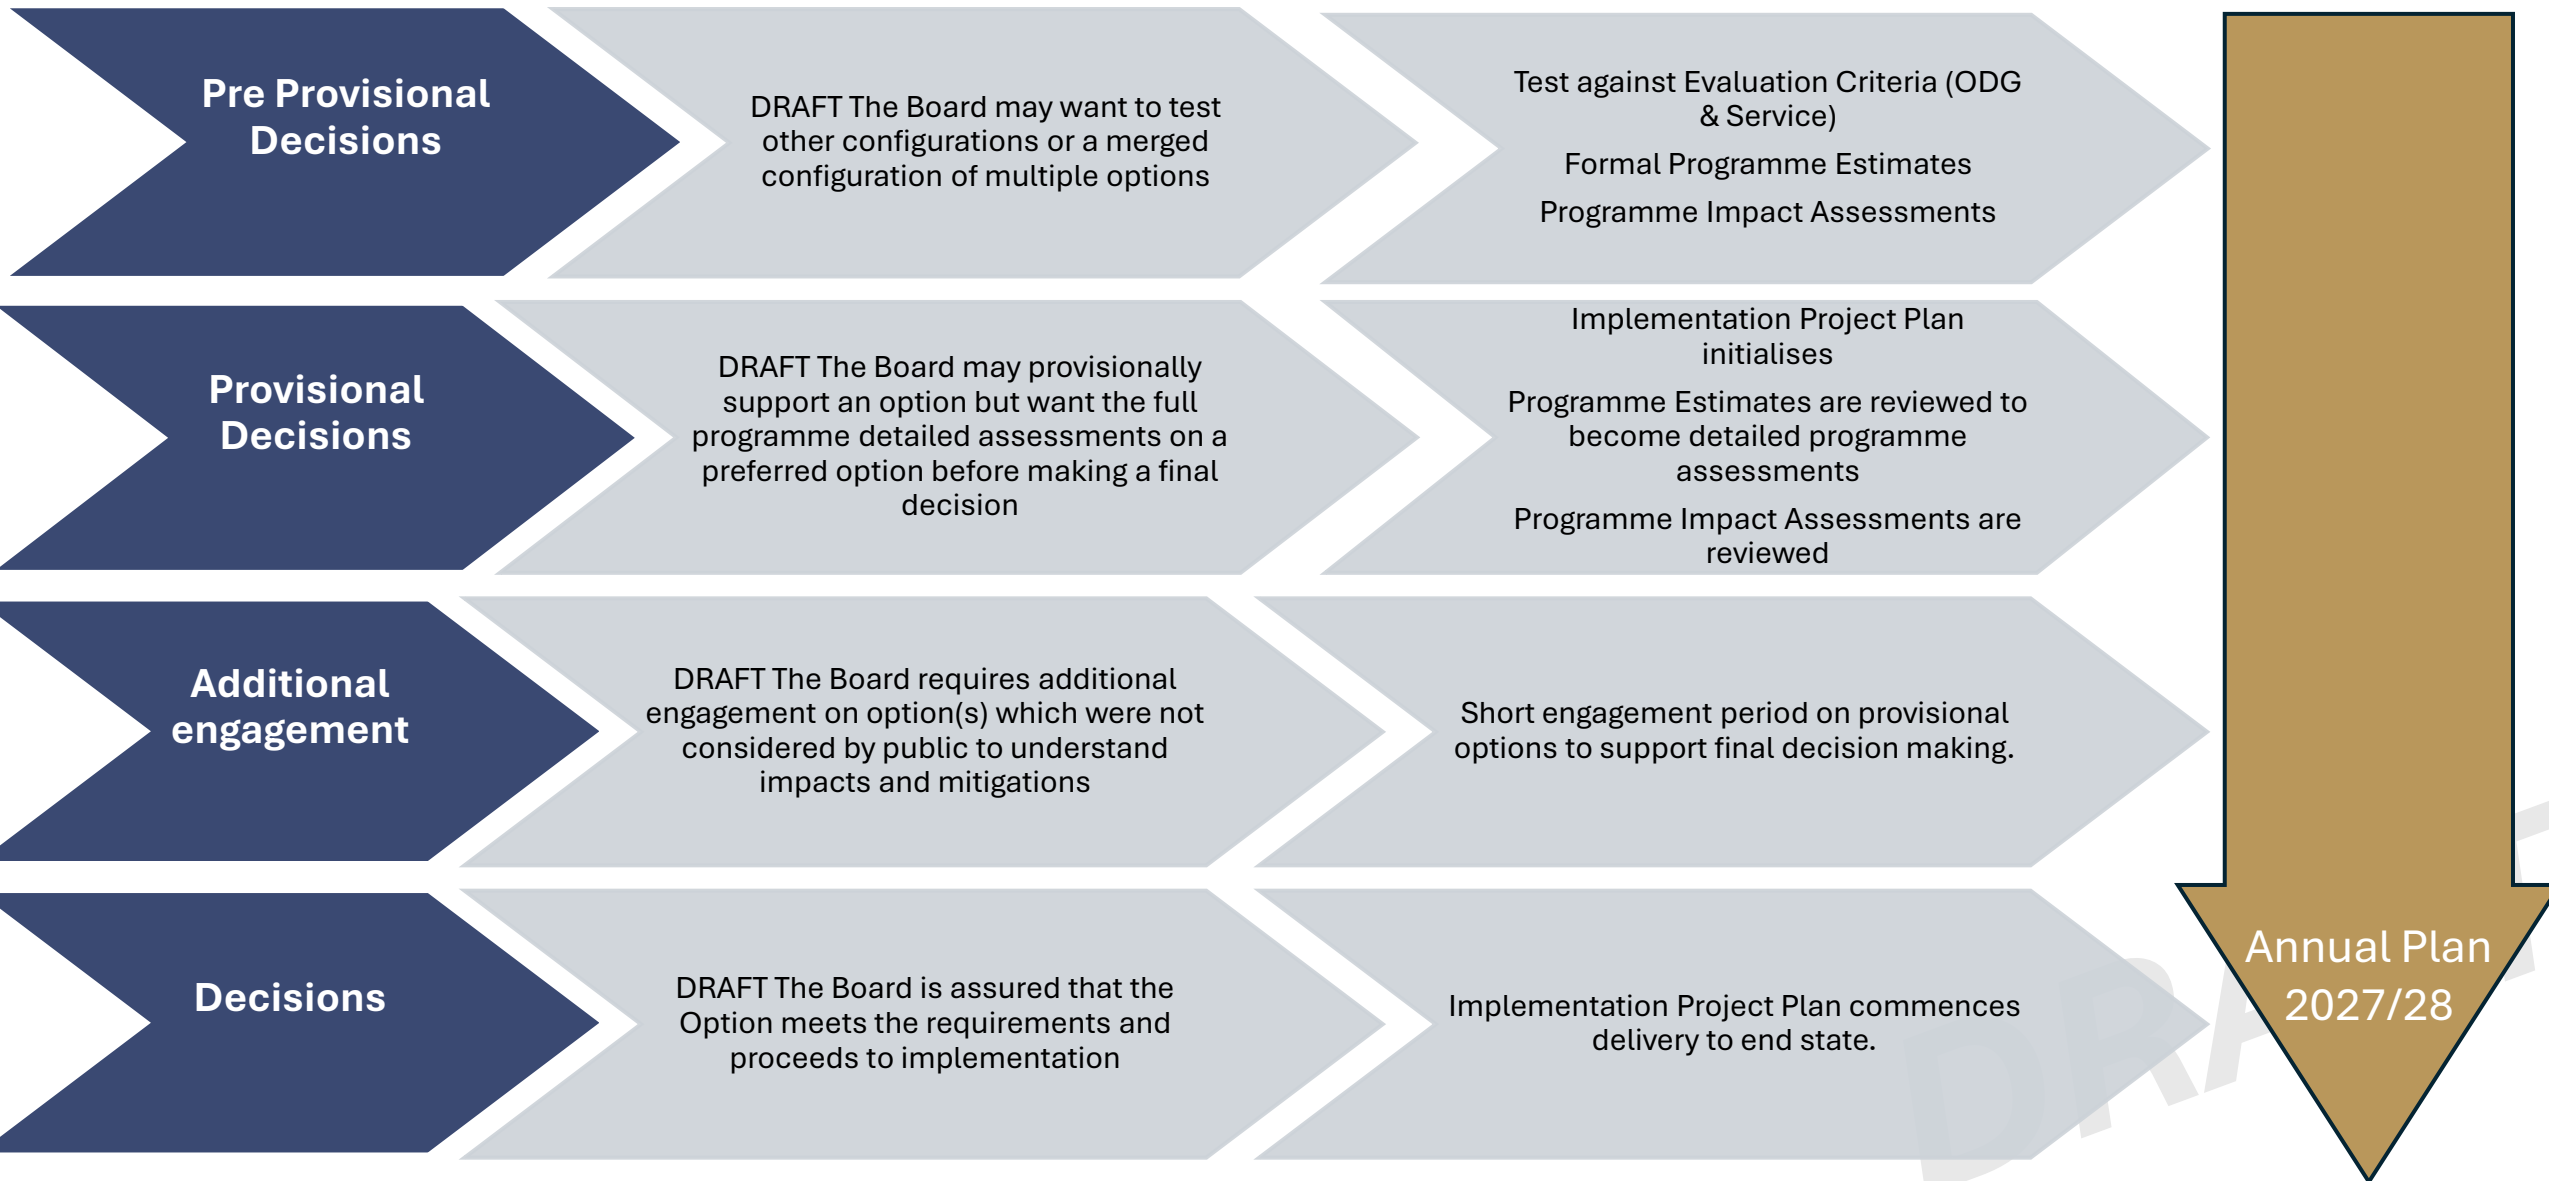 Pre Provisional
Decisions
DRAFT The Board may want to test
other configurations or a merged
configuration of multiple options
Test against Evaluation Criteria (ODG
& Service)
Formal Programme Estimates
Programme Impact Assessments
Provisional
Decisions
DRAFT The Board may provisionally
support an option but want the full
programme detailed assessments on a
preferred option before making a final
decision
Implementation Project Plan
initialises
Programme Estimates are reviewed to
become detailed programme
assessments
Programme Impact Assessments are
reviewed
Additional
engagement
DRAFT The Board requires additional
engagement on option(s) which were not
considered by public to understand
impacts and mitigations
Short engagement period on provisional
options to support final decision making.
Decisions
DRAFT The Board is assured that the
Option meets the requirements and
proceeds to implementation
Implementation Project Plan commences
delivery to end state.
Annual Plan
2027/28
DRAFT